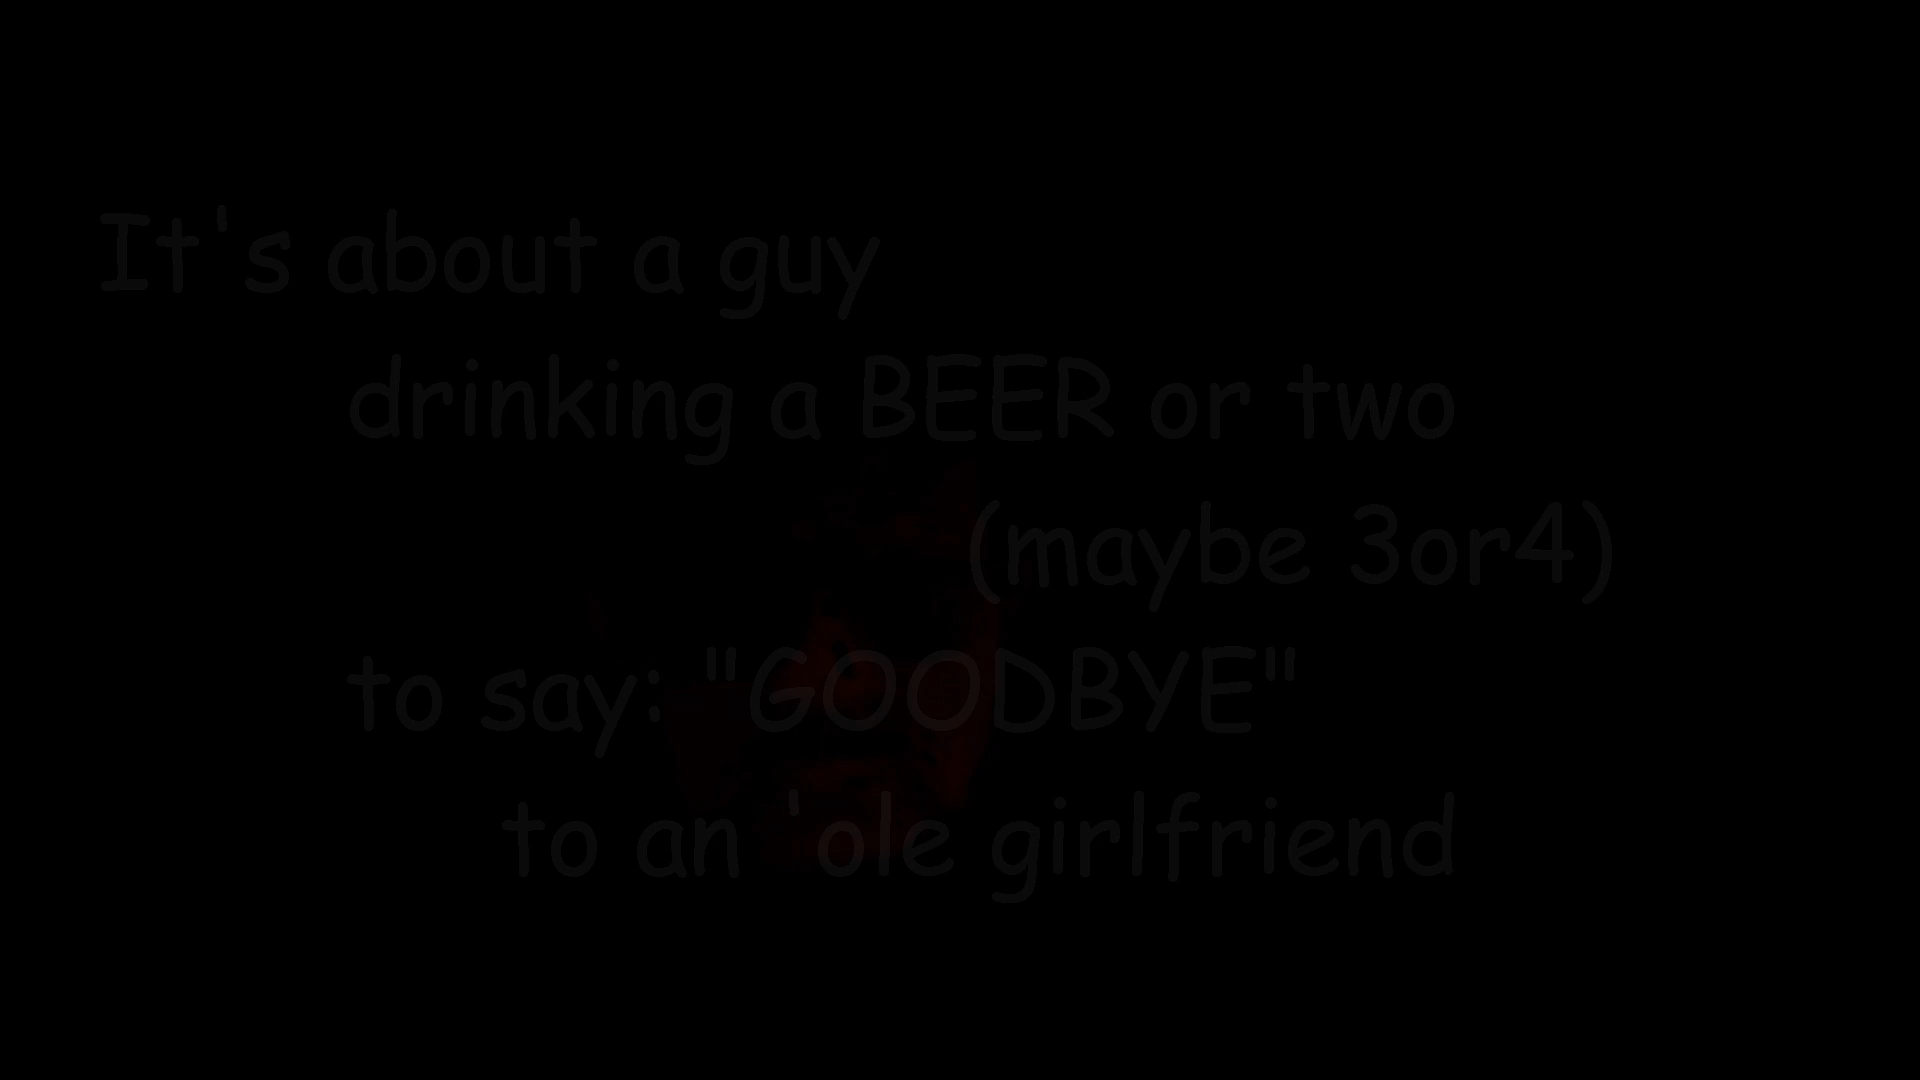 It's about a guy
drinking a BEER or two
(maybe 3or4)
to say: "GOODBYE"
to an 'ole girlfriend